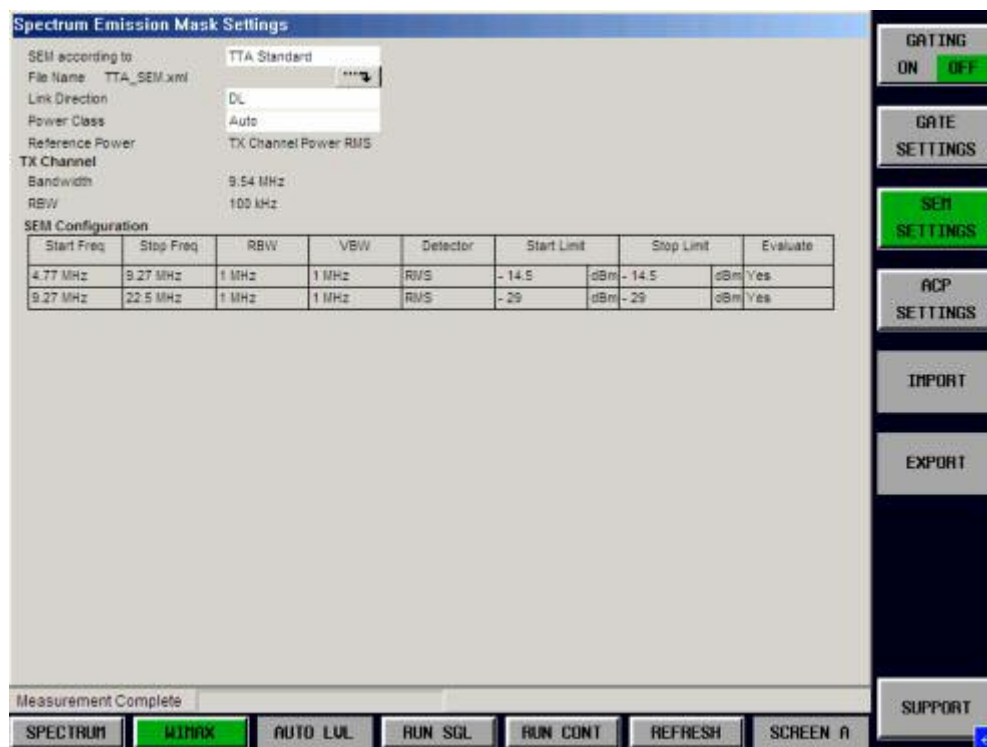 Spectrum Emission Mask Settings
SEM according to TTA Standard
File Name TTA_SEM.xml
Link Direction DL
Power Class Auto
Reference Power TX Channel Power RMS
TX Channel
Bandwidth 9.54 MHz
RBW 100 kHz
SEM Configuration
Start Freq Stop Freq RBW VBW Detector Start Limit Stop Limit Evaluate
4.77 MHz 9.27 MHz 1 MHz 1 MHz RMS - 14.5 dBm - 14.5 dBm Yes
9.27 MHz 22.5 MHz 1 MHz 1 MHz RMS - 29 dBm - 29 dBm Yes
Measurement Complete
SPECTRUM WIMAX AUTO LVL RUN SGL RUN CONT REFRESH SCREEN A
GATING
ON OFF
GATE
SETTINGS
SEM
SETTINGS
ACP
SETTINGS
IMPORT
EXPORT
SUPPORT